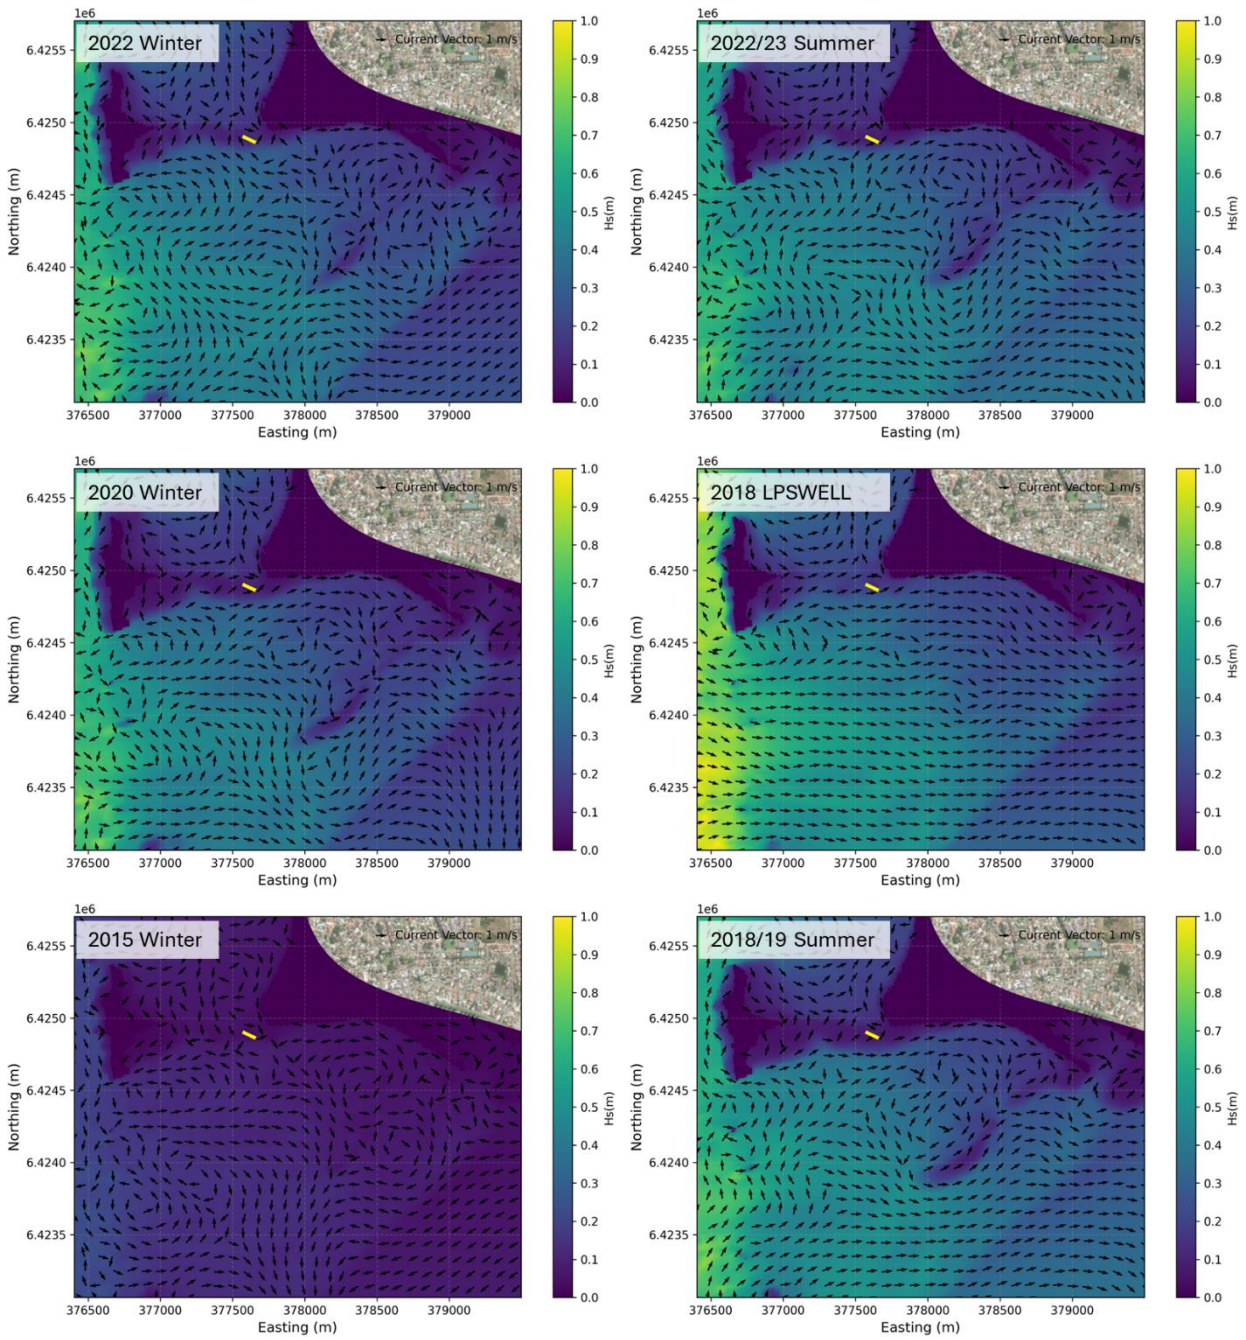 1e6
2022 Winter
Current Vector: 1 m/s
6.4255
6.4250
6.4245
6.4240
6.4235
Northing (m)
376500 377000 377500 378000 378500 379000
Easting (m)
1.0
0.9
0.8
0.7
0.6
0.5
0.4
0.3
0.2
0.1
0.0
Hs(m)
1e6
2022/23 Summer
Current Vector: 1 m/s
6.4255
6.4250
6.4245
6.4240
6.4235
Northing (m)
376500 377000 377500 378000 378500 379000
Easting (m)
1.0
0.9
0.8
0.7
0.6
0.5
0.4
0.3
0.2
0.1
0.0
Hs(m)
1e6
2020 Winter
Current Vector: 1 m/s
6.4255
6.4250
6.4245
6.4240
6.4235
Northing (m)
376500 377000 377500 378000 378500 379000
Easting (m)
1.0
0.9
0.8
0.7
0.6
0.5
0.4
0.3
0.2
0.1
0.0
Hs(m)
1e6
2018 LPSWELL
Current Vector: 1 m/s
6.4255
6.4250
6.4245
6.4240
6.4235
Northing (m)
376500 377000 377500 378000 378500 379000
Easting (m)
1.0
0.9
0.8
0.7
0.6
0.5
0.4
0.3
0.2
0.1
0.0
Hs(m)
1e6
2015 Winter
Current Vector: 1 m/s
6.4255
6.4250
6.4245
6.4240
6.4235
Northing (m)
376500 377000 377500 378000 378500 379000
Easting (m)
1.0
0.9
0.8
0.7
0.6
0.5
0.4
0.3
0.2
0.1
0.0
Hs(m)
1e6
2018/19 Summer
Current Vector: 1 m/s
6.4255
6.4250
6.4245
6.4240
6.4235
Northing (m)
376500 377000 377500 378000 378500 379000
Easting (m)
1.0
0.9
0.8
0.7
0.6
0.5
0.4
0.3
0.2
0.1
0.0
Hs(m)